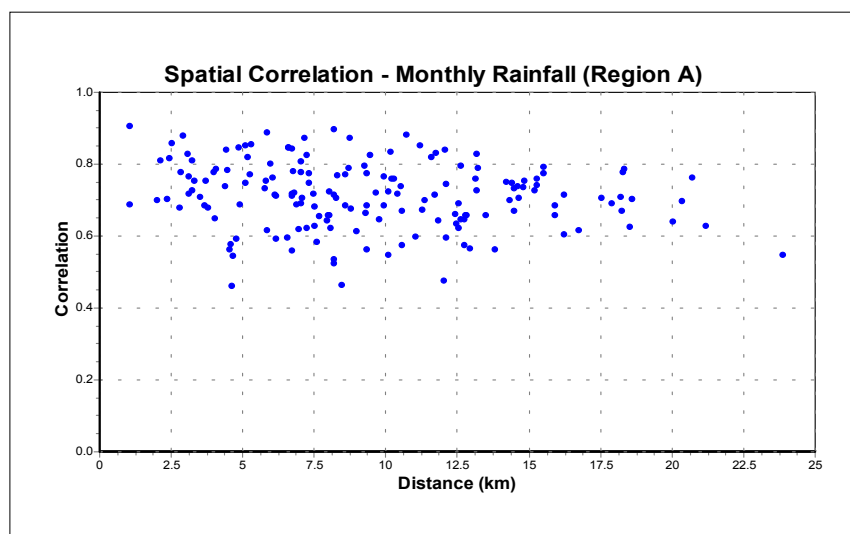 Spatial Correlation - Monthly Rainfall (Region A)
1.0
0.8
0.6
0.4
0.2
0.0
Correlation
0 2.5 5 7.5 10 12.5 15 17.5 20 22.5 25
Distance (km)